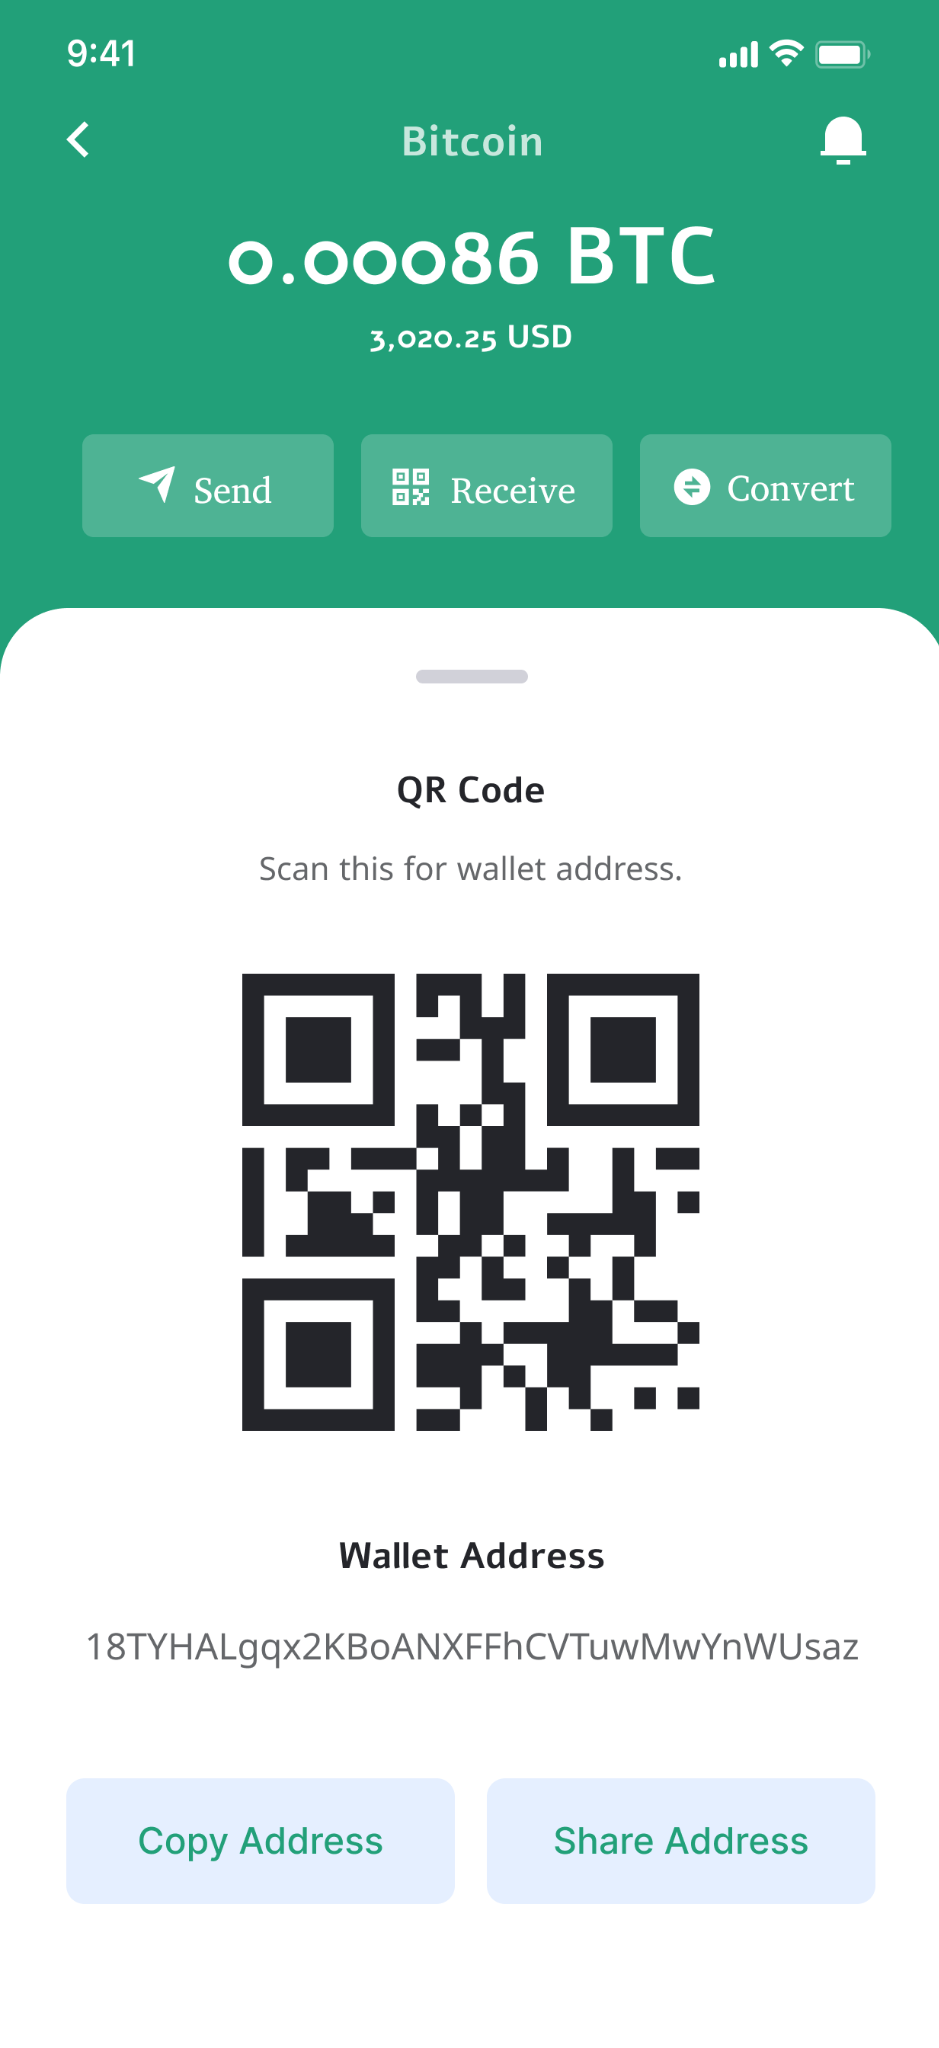 9:41
Bitcoin
0.00086 BTC
3,020.25 USD
Send Receive Convert
QR Code
Scan this for wallet address.
Wallet Address
18TYHALgqx2KBoANXFFhCVTuwMwYnWUsaz
Copy Address Share Address